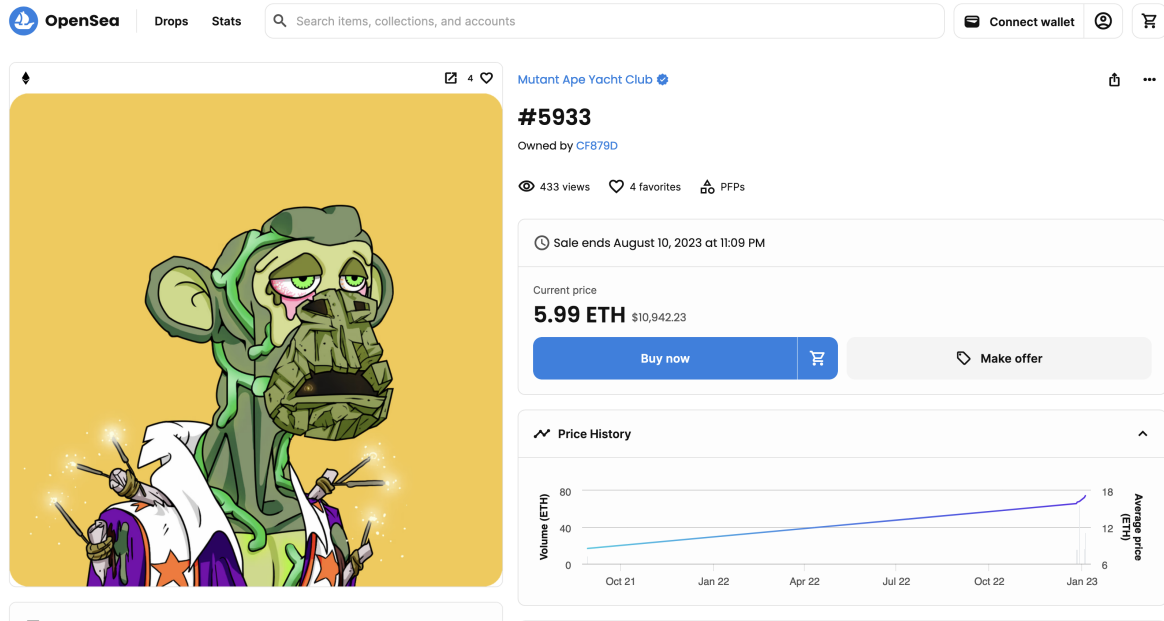 OpenSea
Drops
Stats
Search items, collections, and accounts
Connect wallet
4
Mutant Ape Yacht Club
#5933
Owned by CF879D
433 views
4 favorites
PFPs
Sale ends August 10, 2023 at 11:09 PM
Current price
5.99 ETH $10,942.23
Buy now
Make offer
Price History
Volume (ETH)
80
40
0
18
12
6
Average price
(ETH)
Oct 21
Jan 22
Apr 22
Jul 22
Oct 22
Jan 23